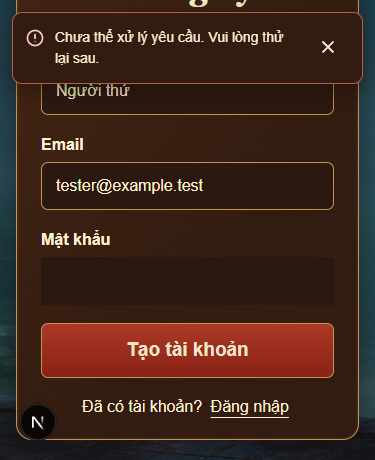 Chưa thể xử lý yêu cầu. Vui lòng thử
lại sau.
Người thử
Email
tester@example.test
Mật khẩu
Tạo tài khoản
Đã có tài khoản? Đăng nhập
N